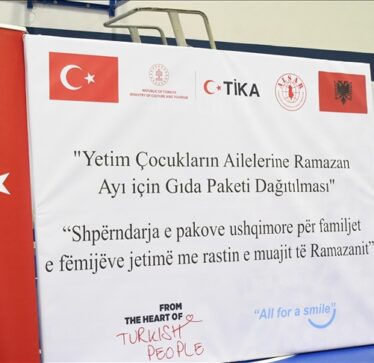 REPUBLIC OF TÜRKİYE
MINISTRY OF CULTURE AND TOURISM
TİKA
ALSAR
"Yetim Çocukların Ailelerine Ramazan
Ayı için Gıda Paketi Dağıtılması"
“Shpërndarja e pakove ushqimore për familjet
e fëmijëve jetimë me rastin e muajit të Ramazanit”
FROM
THE HEART OF
TURKISH
PEOPLE
“All for a smile”